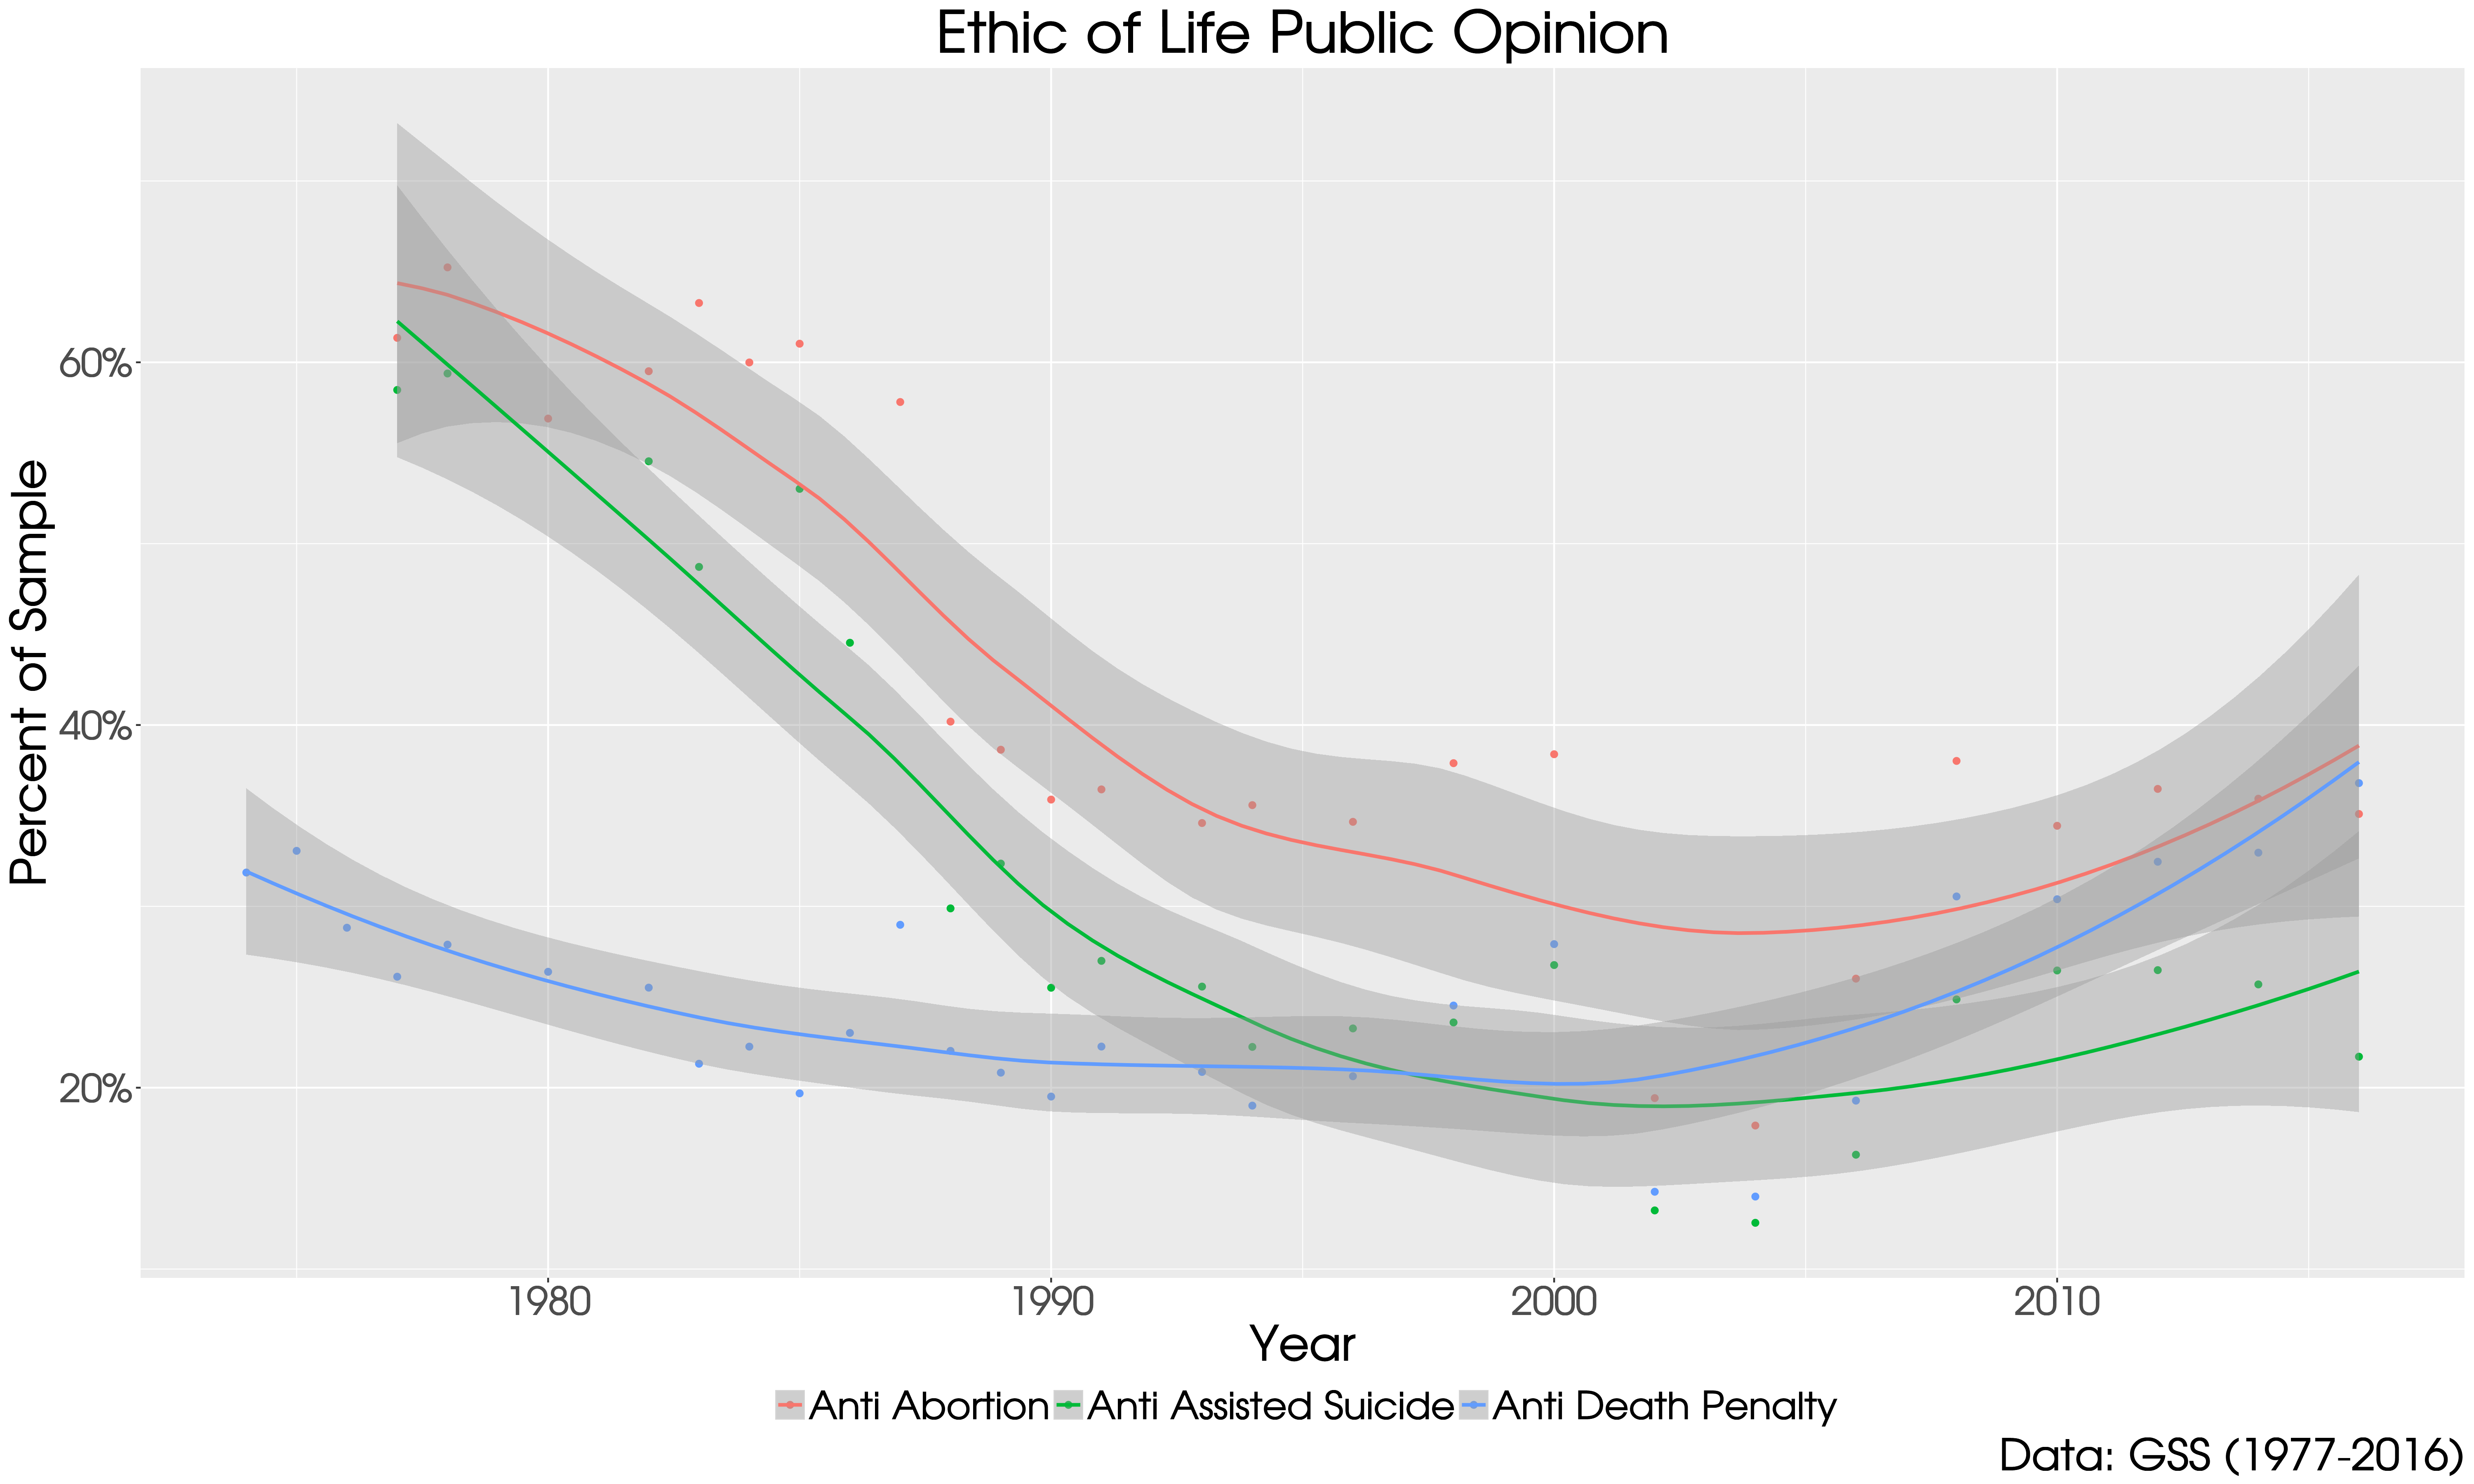 Ethic of Life Public Opinion
Percent of Sample
60%
40%
20%
1980 1990 2000 2010
Year
Anti Abortion Anti Assisted Suicide Anti Death Penalty
Data: GSS (1977-2016)